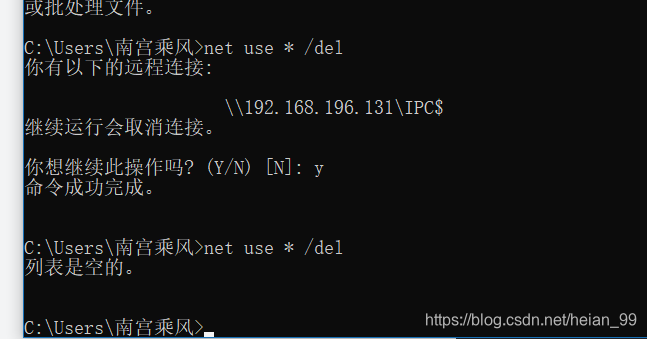 或批处理文件。
C:\Users\南宫乘风>net use * /del
你有以下的远程连接:
\\192.168.196.131\IPC$
继续运行会取消连接。
你想继续此操作吗? (Y/N) [N]: y
命令成功完成。
C:\Users\南宫乘风>net use * /del
列表是空的。
C:\Users\南宫乘风>
https://blog.csdn.net/heian_99